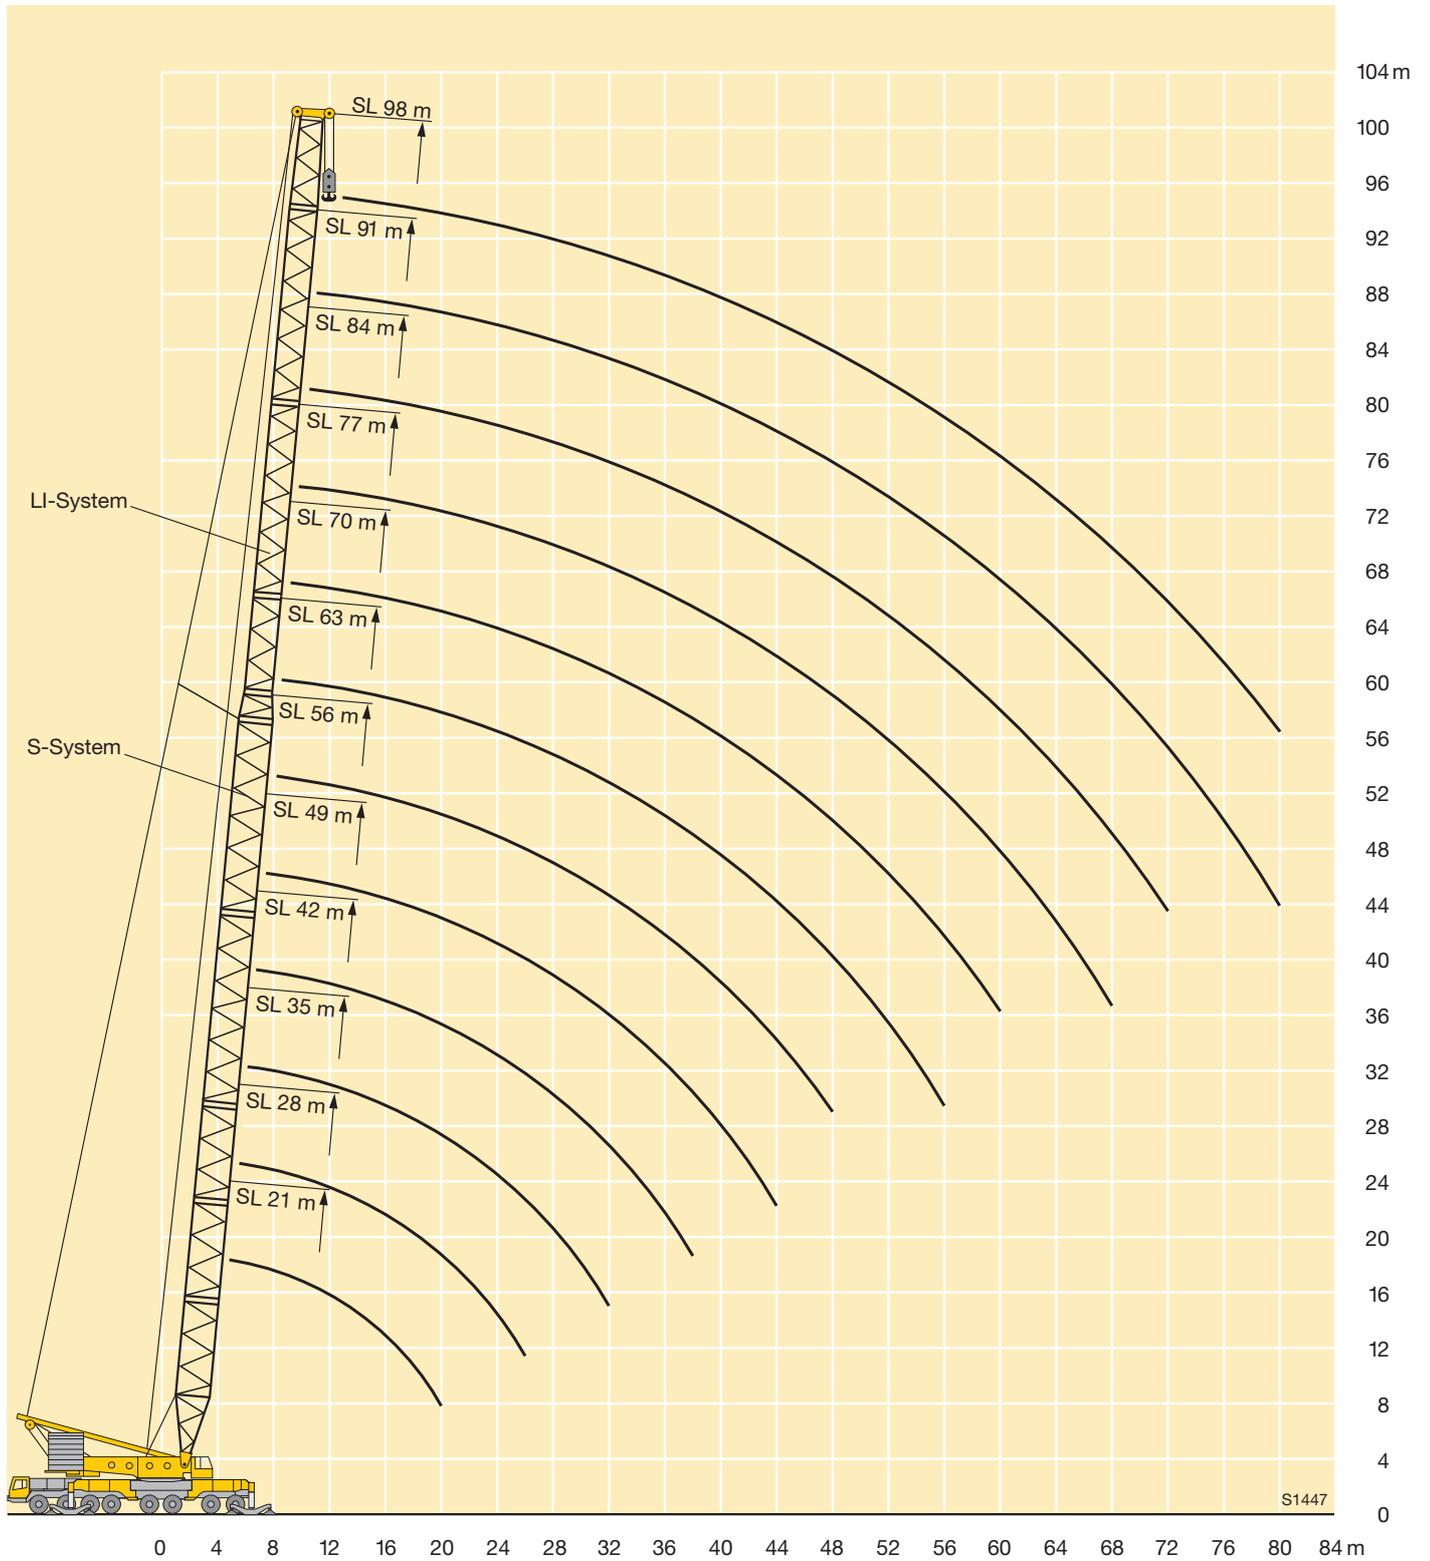 104 m
SL 98 m
100
96
SL 91 m
92
88
SL 84 m
84
80
SL 77 m
76
LI-System
SL 70 m
72
68
SL 63 m
64
60
SL 56 m
S-System
56
52
SL 49 m
48
SL 42 m
44
40
SL 35 m
36
32
SL 28 m
28
24
SL 21 m
20
16
12
8
4
S1447
0
0 4 8 12 16 20 24 28 32 36 40 44 48 52 56 60 64 68 72 76 80 84 m